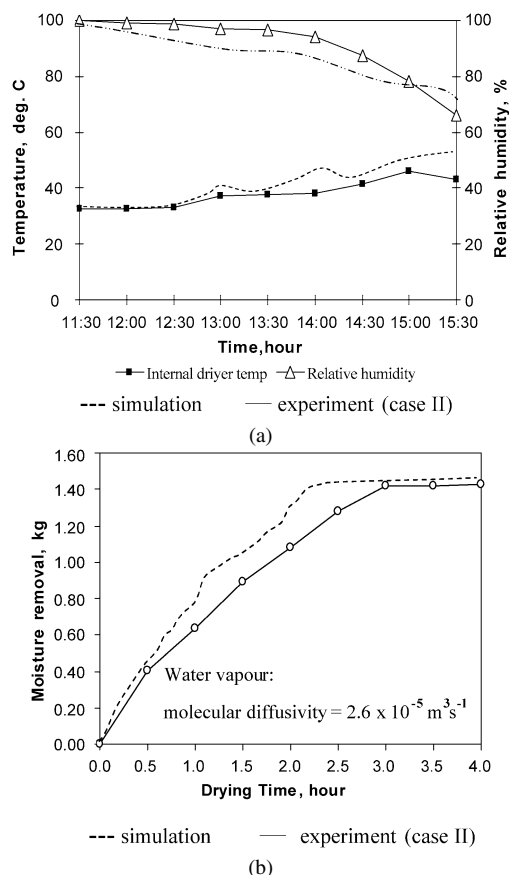 100 100
80 80
60 60
40 40
20 20
0 0
Temperature, deg. C
Relative humidity, %
11:30 12:00 12:30 13:00 13:30 14:00 14:30 15:00 15:30
Time,hour
Internal driyer temp Relative humidity
simulation experiment (case II)
(a)
1.60
1.40
1.20
1.00
0.80
0.60
0.40
0.20
0.00
Moisture removal, kg
Water vapour:
molecular diffusivity = 2.6 x 10⁻⁵ m³s⁻¹
0.0 0.5 1.0 1.5 2.0 2.5 3.0 3.5 4.0
Drying Time, hour
simulation experiment (case II)
(b)